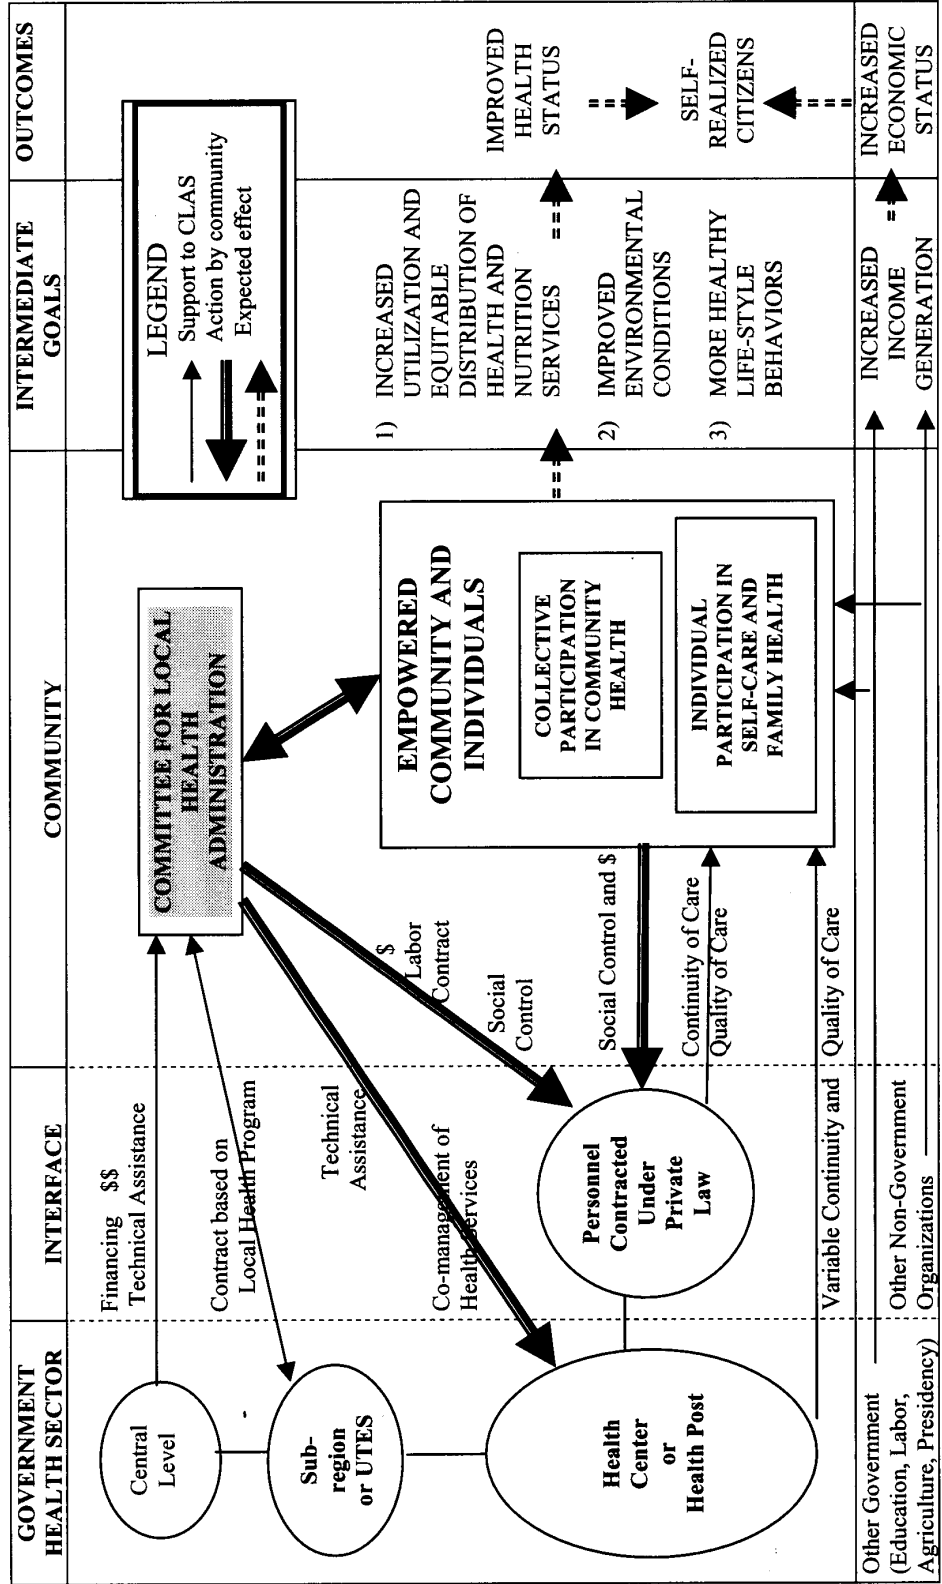 GOVERNMENT
HEALTH SECTOR
INTERFACE
COMMUNITY
INTERMEDIATE
GOALS
OUTCOMES
Central
Level
Sub-
region
or UTES
Health
Center
or
Health Post
Financing $$
Technical Assistance
Contract based on
Local Health Program
Technical
Assistance
Co-management of
Health Services
Personnel
Contracted
Under
Private
Law
COMMITTEE FOR LOCAL
HEALTH
ADMINISTRATION
$
Labor
Contract
Social
Control
Social Control and $
Continuity of Care
Quality of Care
Variable Continuity and Quality of Care
EMPOWERED
COMMUNITY AND
INDIVIDUALS
COLLECTIVE
PARTICIPATION
IN COMMUNITY
HEALTH
INDIVIDUAL
PARTICIPATION IN
SELF-CARE AND
FAMILY HEALTH
LEGEND
Support to CLAS
Action by community
Expected effect
1) INCREASED
UTILIZATION AND
EQUITABLE
DISTRIBUTION OF
HEALTH AND
NUTRITION
SERVICES
2) IMPROVED
ENVIRONMENTAL
CONDITIONS
3) MORE HEALTHY
LIFE-STYLE
BEHAVIORS
IMPROVED
HEALTH
STATUS
SELF-
REALIZED
CITIZENS
Other Government
(Education, Labor,
Agriculture, Presidency)
Other Non-Government
Organizations
INCREASED
INCOME
GENERATION
INCREASED
ECONOMIC
STATUS